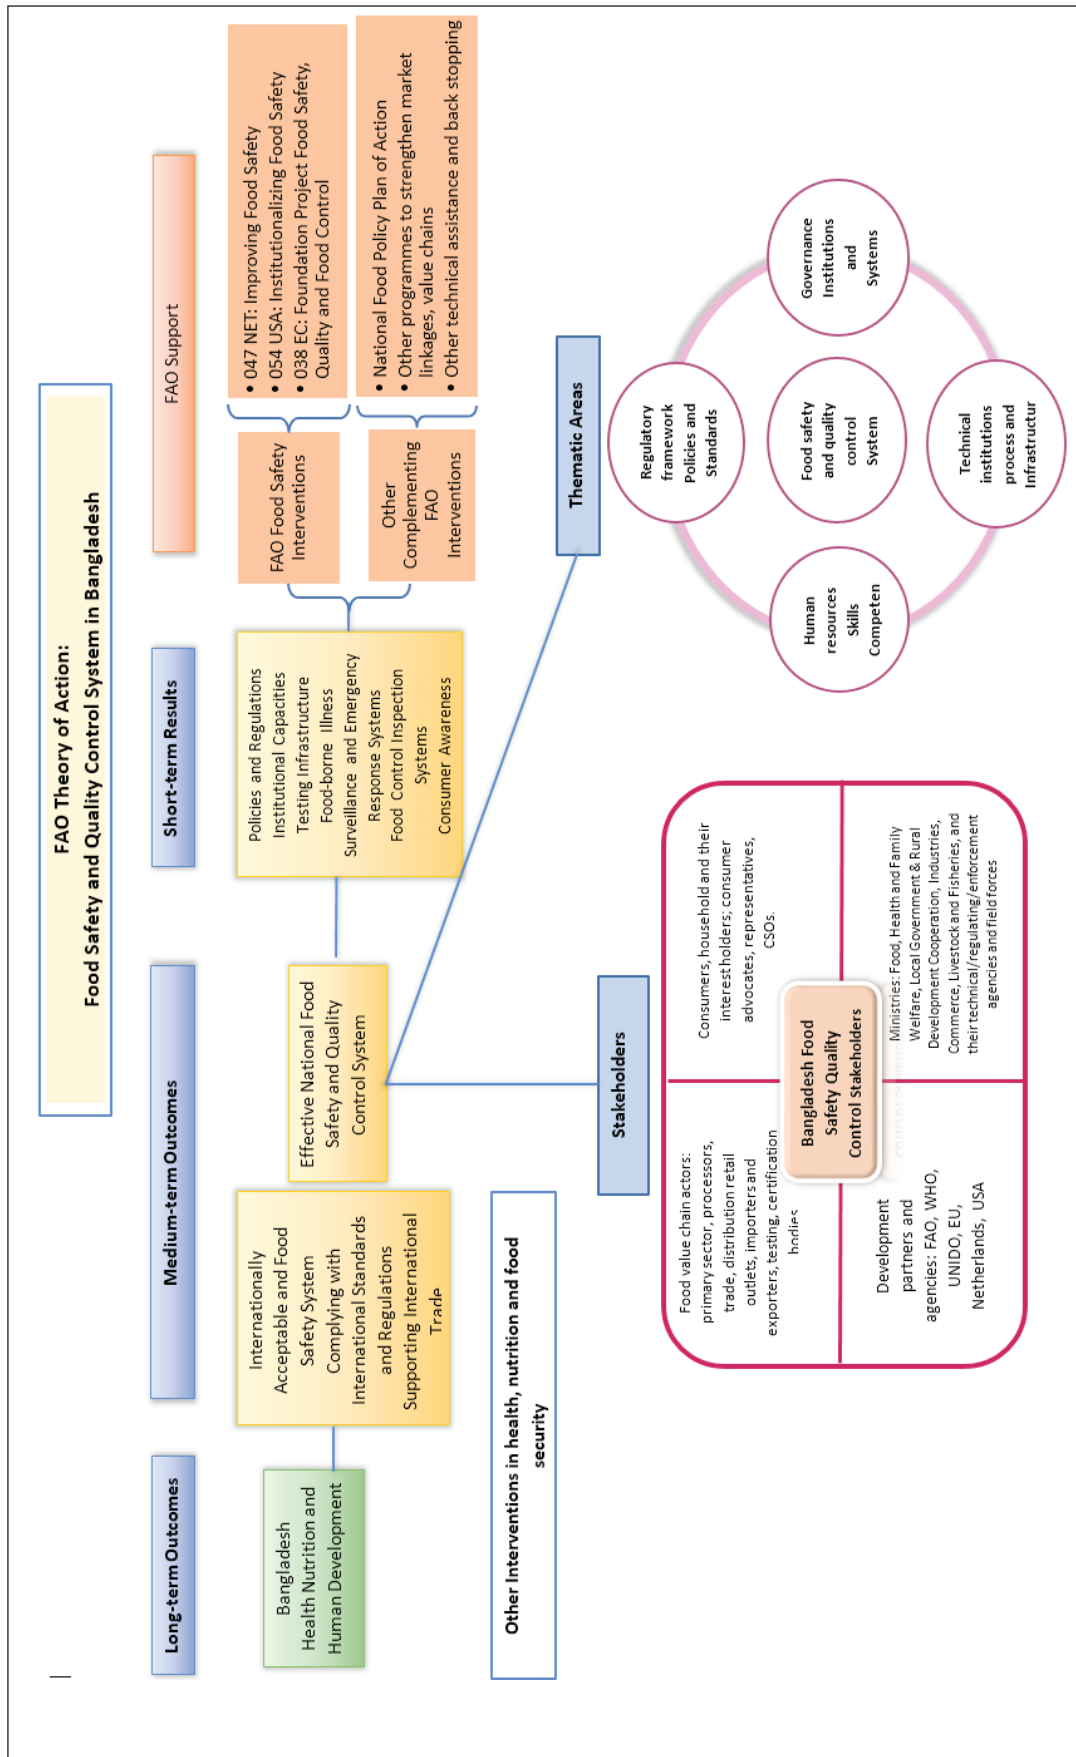 FAO Theory of Action:
Food Safety and Quality Control System in Bangladesh
Long-term Outcomes
Medium-term Outcomes
Short-term Results
FAO Support
Bangladesh
Health Nutrition and
Human Development
Internationally
Acceptable and Food
Safety System
Complying with
International Standards
and Regulations
Supporting International
Trade
Effective National Food
Safety and Quality
Control System
Policies and Regulations
Institutional Capacities
Testing Infrastructure
Food-borne Illness
Surveillance and Emergency
Response Systems
Food Control Inspection
Systems
Consumer Awareness
FAO Food Safety
Interventions
• 047 NET: Improving Food Safety
• 054 USA: Institutionalizing Food Safety
• 038 EC: Foundation Project Food Safety,
Quality and Food Control
Other
Complementing
FAO
Interventions
• National Food Policy Plan of Action
• Other programmes to strengthen market
linkages, value chains
• Other technical assistance and back stopping
Other Interventions in health, nutrition and food
security
Stakeholders
Thematic Areas
Food value chain actors:
primary sector, processors,
trade, distribution retail
outlets, importers and
exporters, testing, certification
bodies
Consumers, household and their
interest holders; consumer
advocates, representatives,
CSOs.
Bangladesh Food
Safety Quality
Control Stakeholders
Development
partners and
agencies: FAO, WHO,
UNIDO, EU,
Netherlands, USA
Ministries: Food, Health and Family
Welfare, Local Government & Rural
Development Cooperation, Industries,
Commerce, Livestock and Fisheries, and
their technical/regulating/enforcement
agencies and field forces
Regulatory
framework
Policies and
Standards
Human
resources
Skills
Competen
Food safety
and quality
control
System
Governance
Institutions
and
Systems
Technical
institutions
process and
Infrastructur